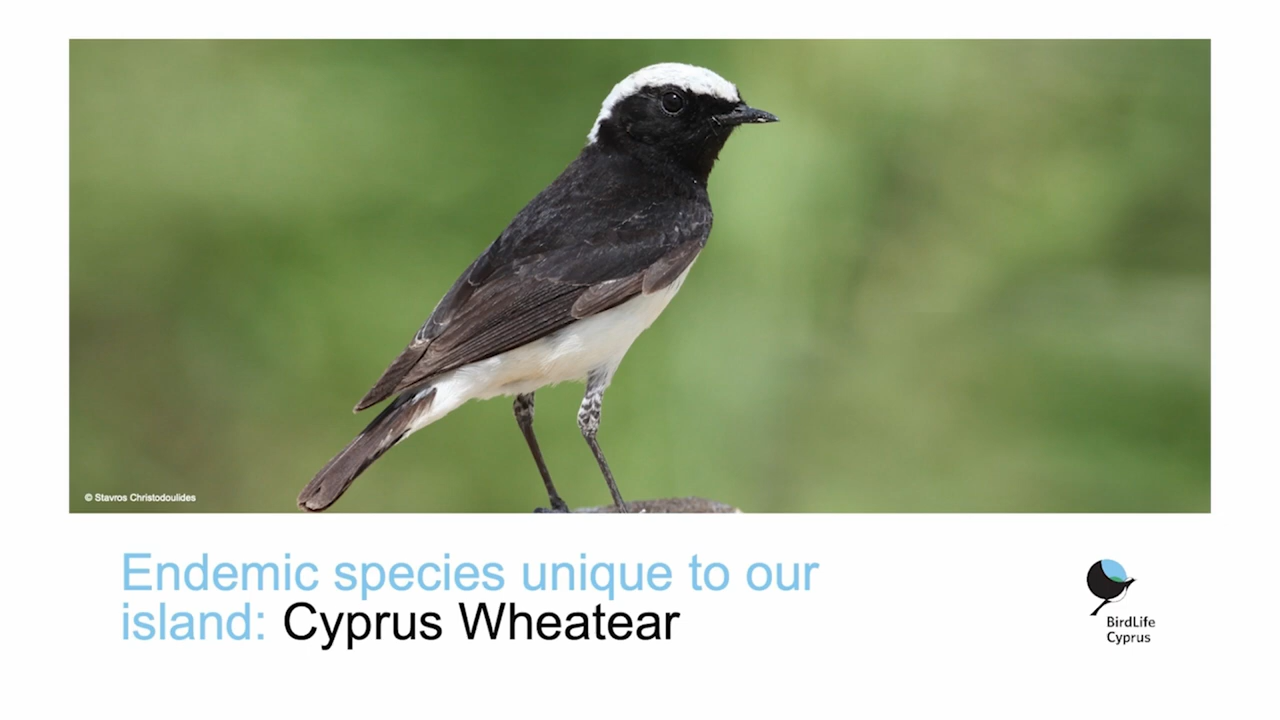 © Stavros Christodoulides
Endemic species unique to our
island: Cyprus Wheatear
BirdLife
Cyprus